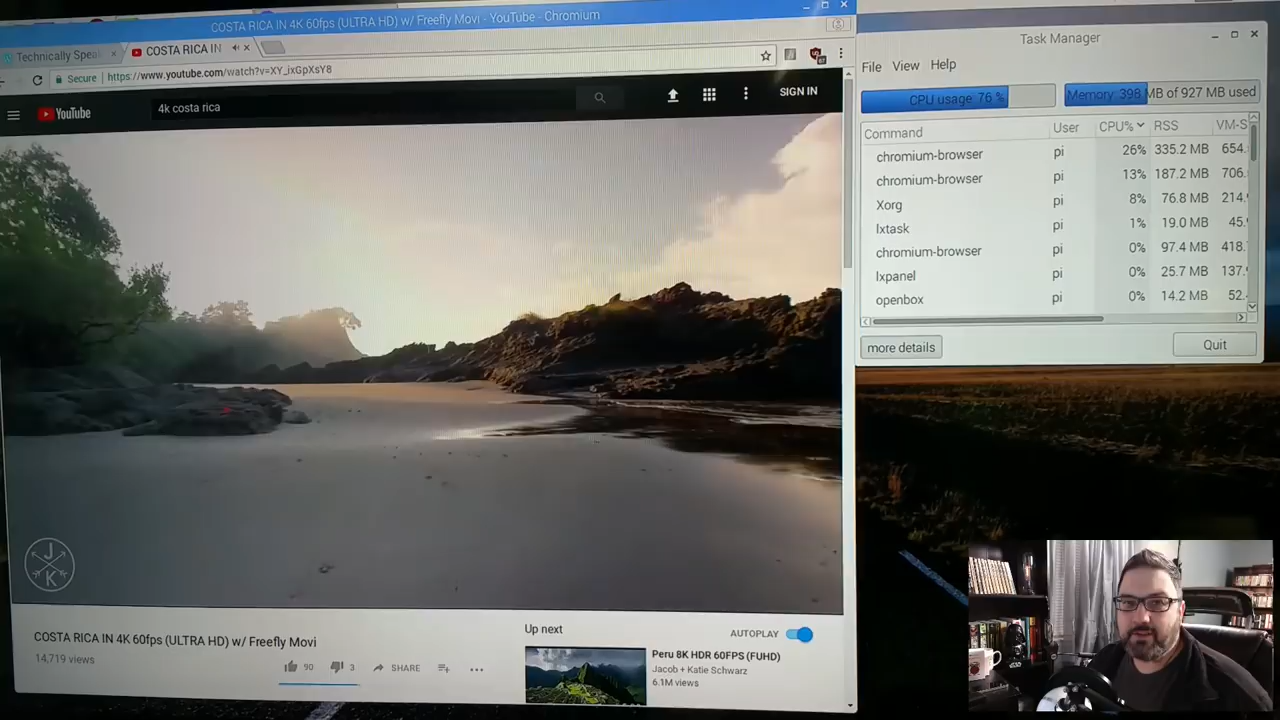 COSTA RICA IN 4K 60fps (ULTRA HD) w/ Freefly Movi - YouTube - Chromium
Technically Speak
COSTA RICA IN
Secure
https://www.youtube.com/watch?v=XY_ixGpXsY8
YouTube
4k costa rica
SIGN IN
J
K
COSTA RICA IN 4K 60fps (ULTRA HD) w/ Freefly Movi
14,719 views
90
3
SHARE
Up next
AUTOPLAY
Peru 8K HDR 60FPS (FUHD)
Jacob + Katie Schwarz
6.1M views
Task Manager
File View Help
CPU usage: 76 %
Memory: 398 MB of 927 MB used
Command User CPU% RSS VM-S
chromium-browser pi 26% 335.2 MB 654.
chromium-browser pi 13% 187.2 MB 706.
Xorg pi 8% 76.8 MB 214.
lxtask pi 1% 19.0 MB 45.
chromium-browser pi 0% 97.4 MB 418.
lxpanel pi 0% 25.7 MB 137.
openbox pi 0% 14.2 MB 52.
more details
Quit